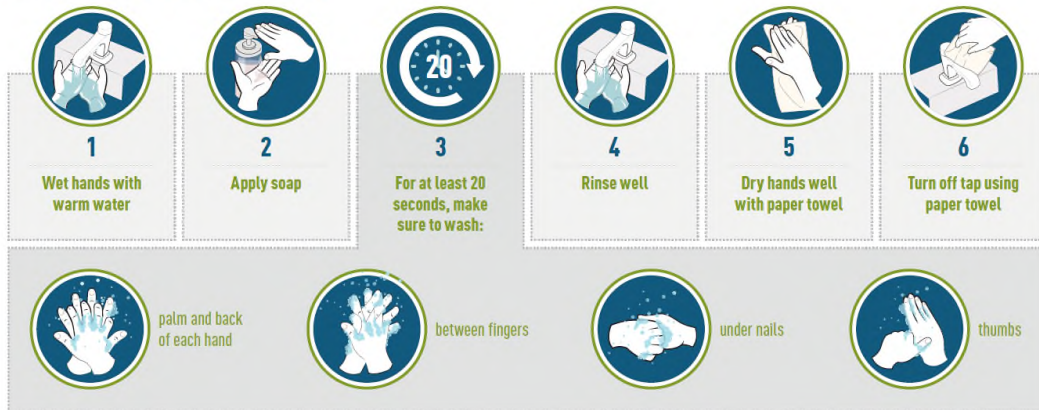 20
1
Wet hands with
warm water
2
Apply soap
3
For at least 20
seconds, make
sure to wash:
4
Rinse well
5
Dry hands well
with paper towel
6
Turn off tap using
paper towel
palm and back
of each hand
between fingers
under nails
thumbs